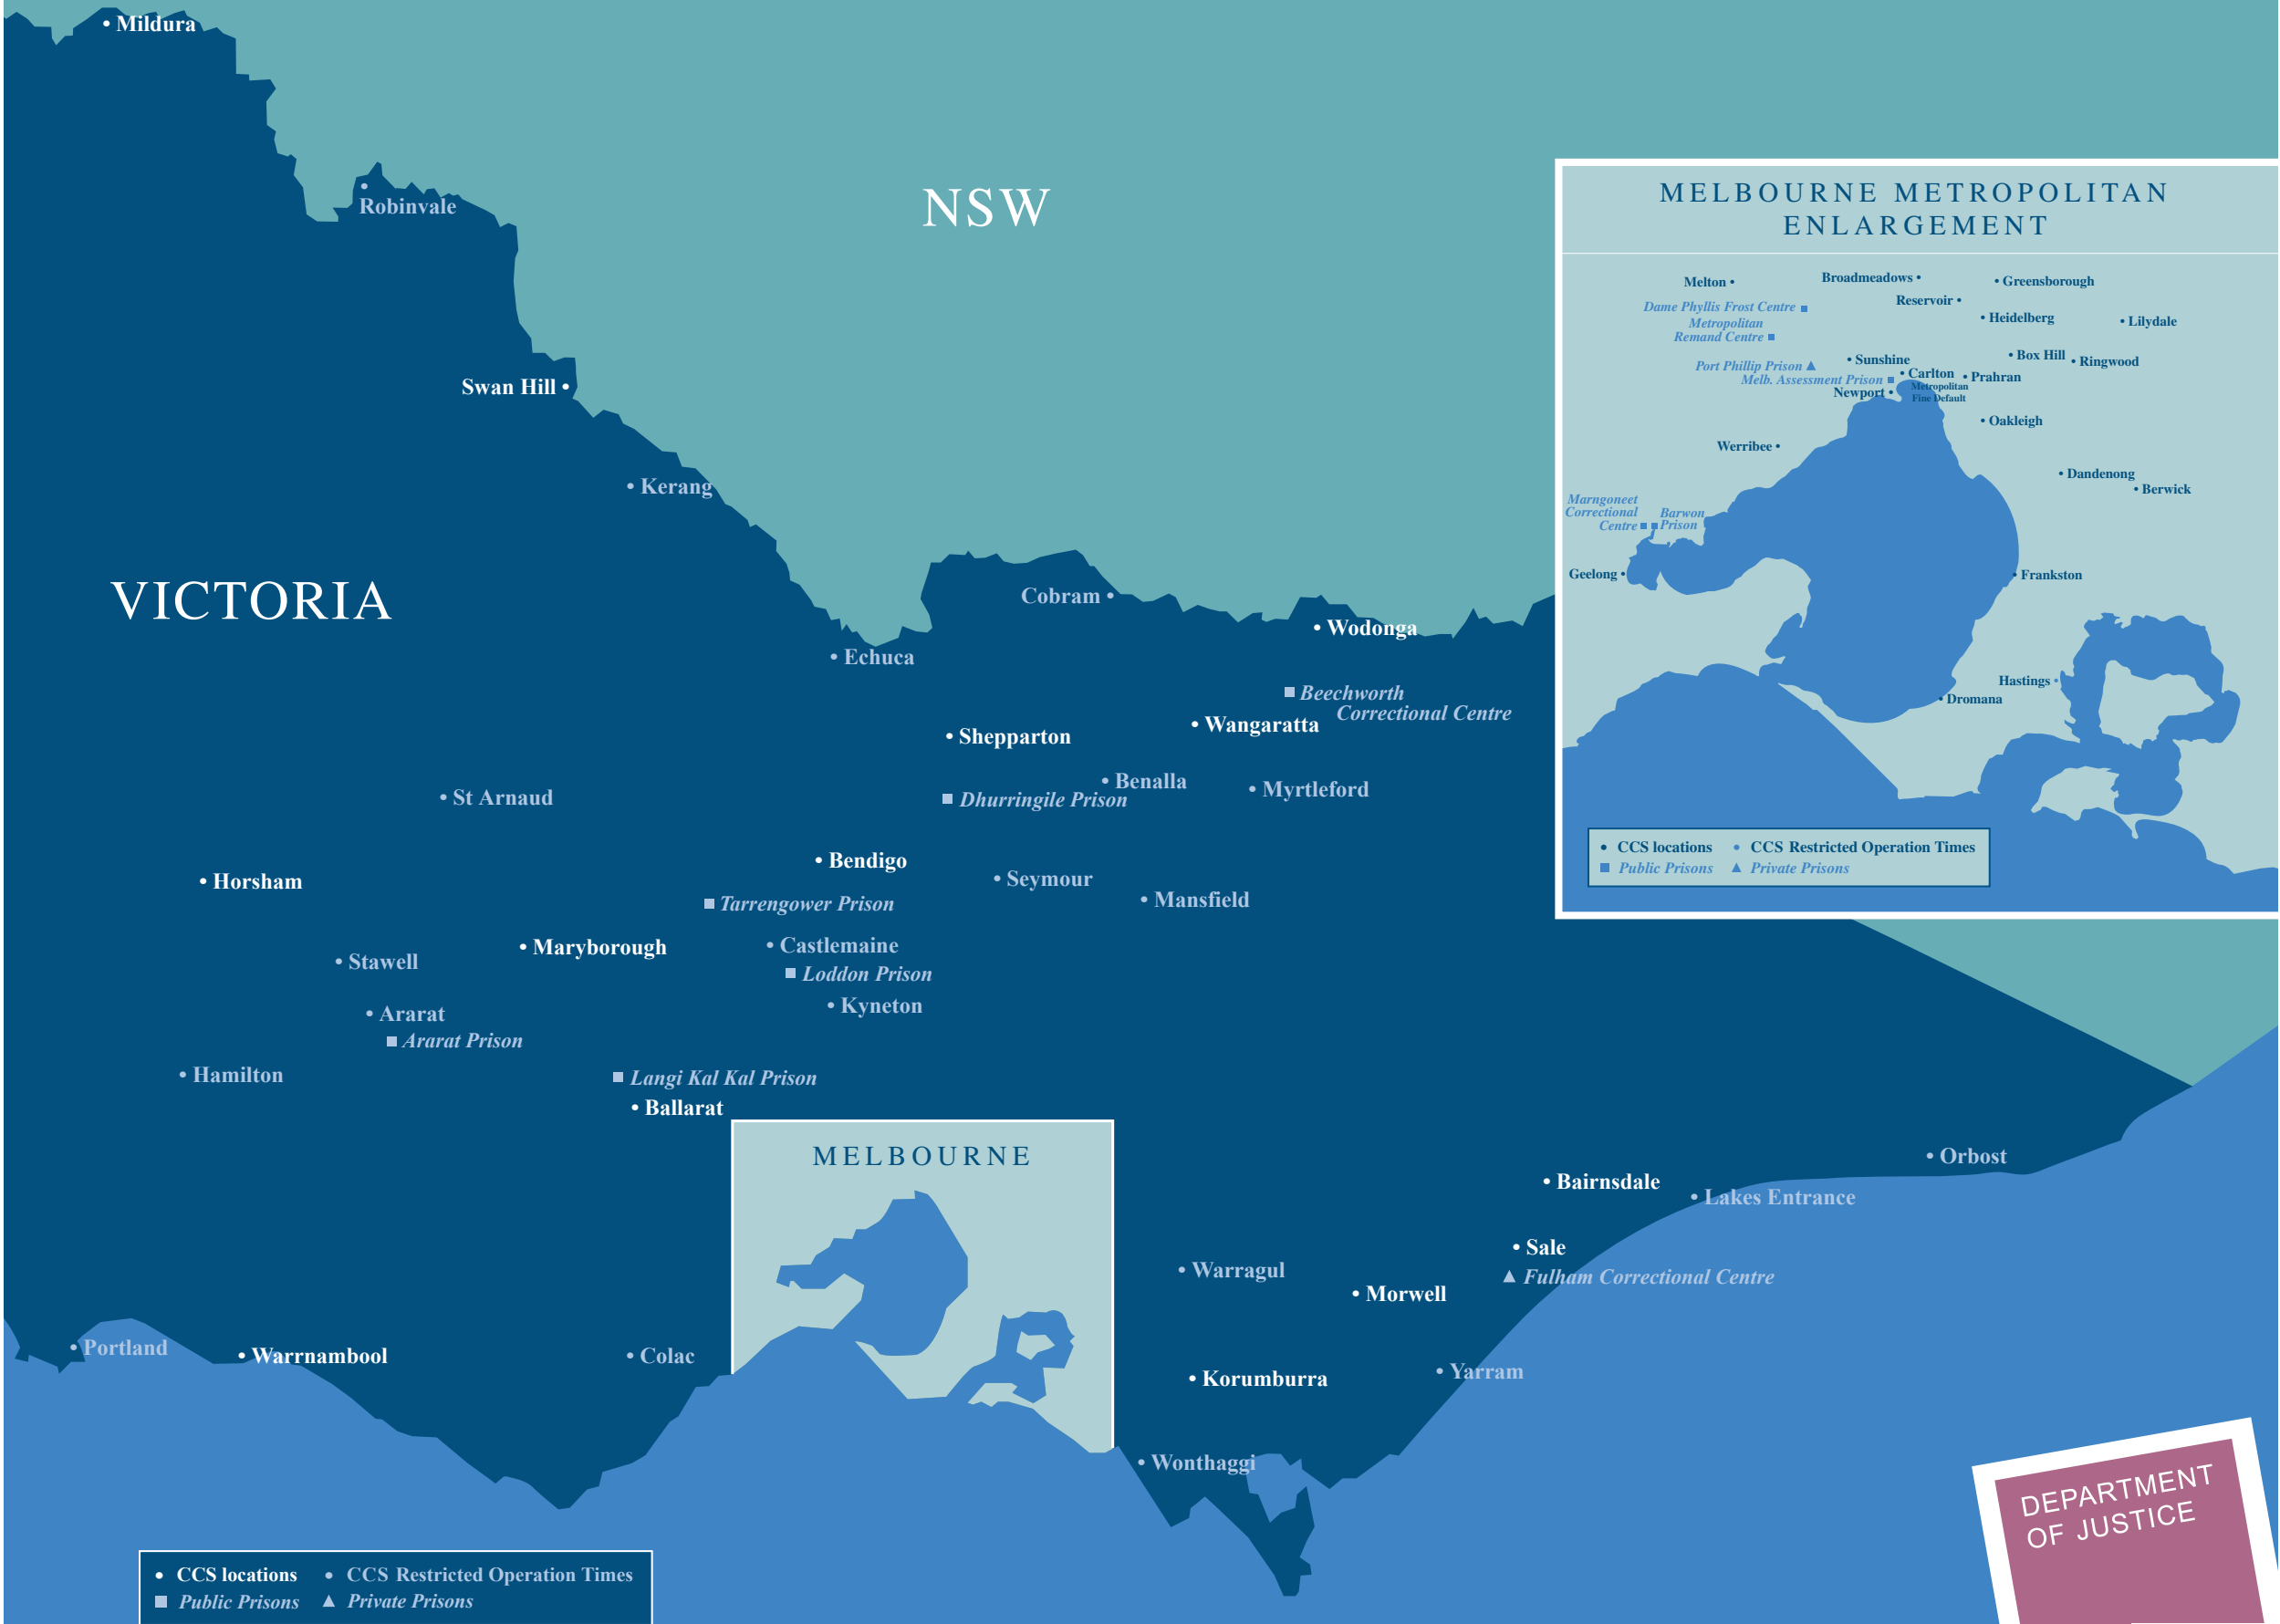 • Mildura
• Robinvale
NSW
Swan Hill •
• Kerang
VICTORIA
Cobram •
• Wodonga
• Echuca
Beechworth
Correctional Centre
• Wangaratta
• Shepparton
• Benalla
• Myrtleford
• St Arnaud
Dhurringile Prison
• Bendigo
• Horsham
• Seymour
• Mansfield
Tarrengower Prison
• Maryborough
• Castlemaine
• Stawell
Loddon Prison
• Kyneton
• Ararat
Ararat Prison
• Hamilton
Langi Kal Kal Prison
• Ballarat
MELBOURNE
• Orbost
• Bairnsdale
• Lakes Entrance
• Sale
• Warragul
Fulham Correctional Centre
• Morwell
• Portland
• Warrnambool
• Colac
• Korumburra
• Yarram
• Wonthaggi
MELBOURNE METROPOLITAN
ENLARGEMENT
Melton •
Broadmeadows •
• Greensborough
Reservoir •
Dame Phyllis Frost Centre
Metropolitan
Remand Centre
• Heidelberg
• Lilydale
• Sunshine
• Box Hill
• Ringwood
Port Phillip Prison
• Carlton
• Prahran
Melb. Assessment Prison
Metropolitan
Fine Default
Newport •
• Oakleigh
Werribee •
• Dandenong
• Berwick
Marngoneet
Correctional
Centre
Barwon
Prison
Geelong •
• Frankston
Hastings •
• Dromana
• CCS locations • CCS Restricted Operation Times
Public Prisons Private Prisons
• CCS locations • CCS Restricted Operation Times
Public Prisons Private Prisons
DEPARTMENT
OF JUSTICE